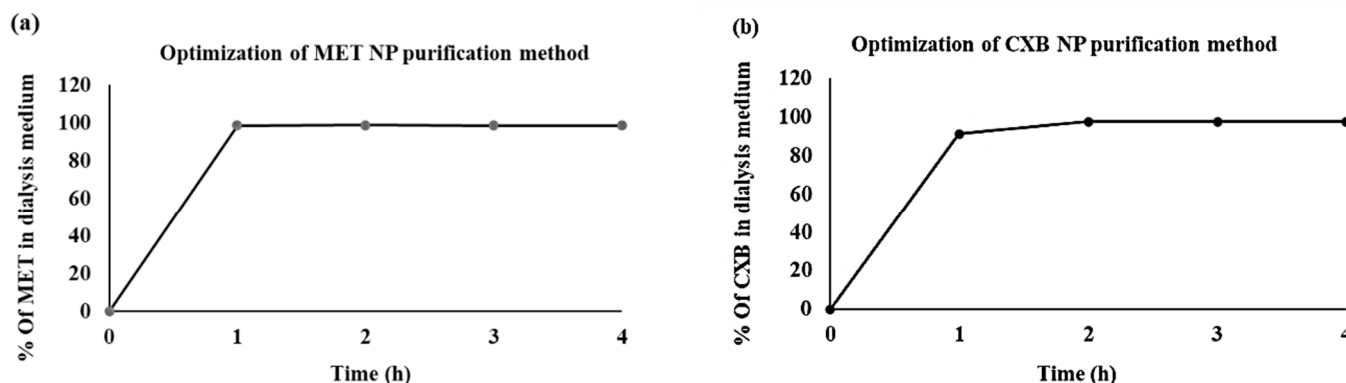 (a)
Optimization of MET NP purification method
% Of MET in dialysis medium
120
100
80
60
40
20
0
0 1 2 3 4
Time (h)
(b)
Optimization of CXB NP purification method
% Of CXB in dialysis medium
120
100
80
60
40
20
0
0 1 2 3 4
Time (h)